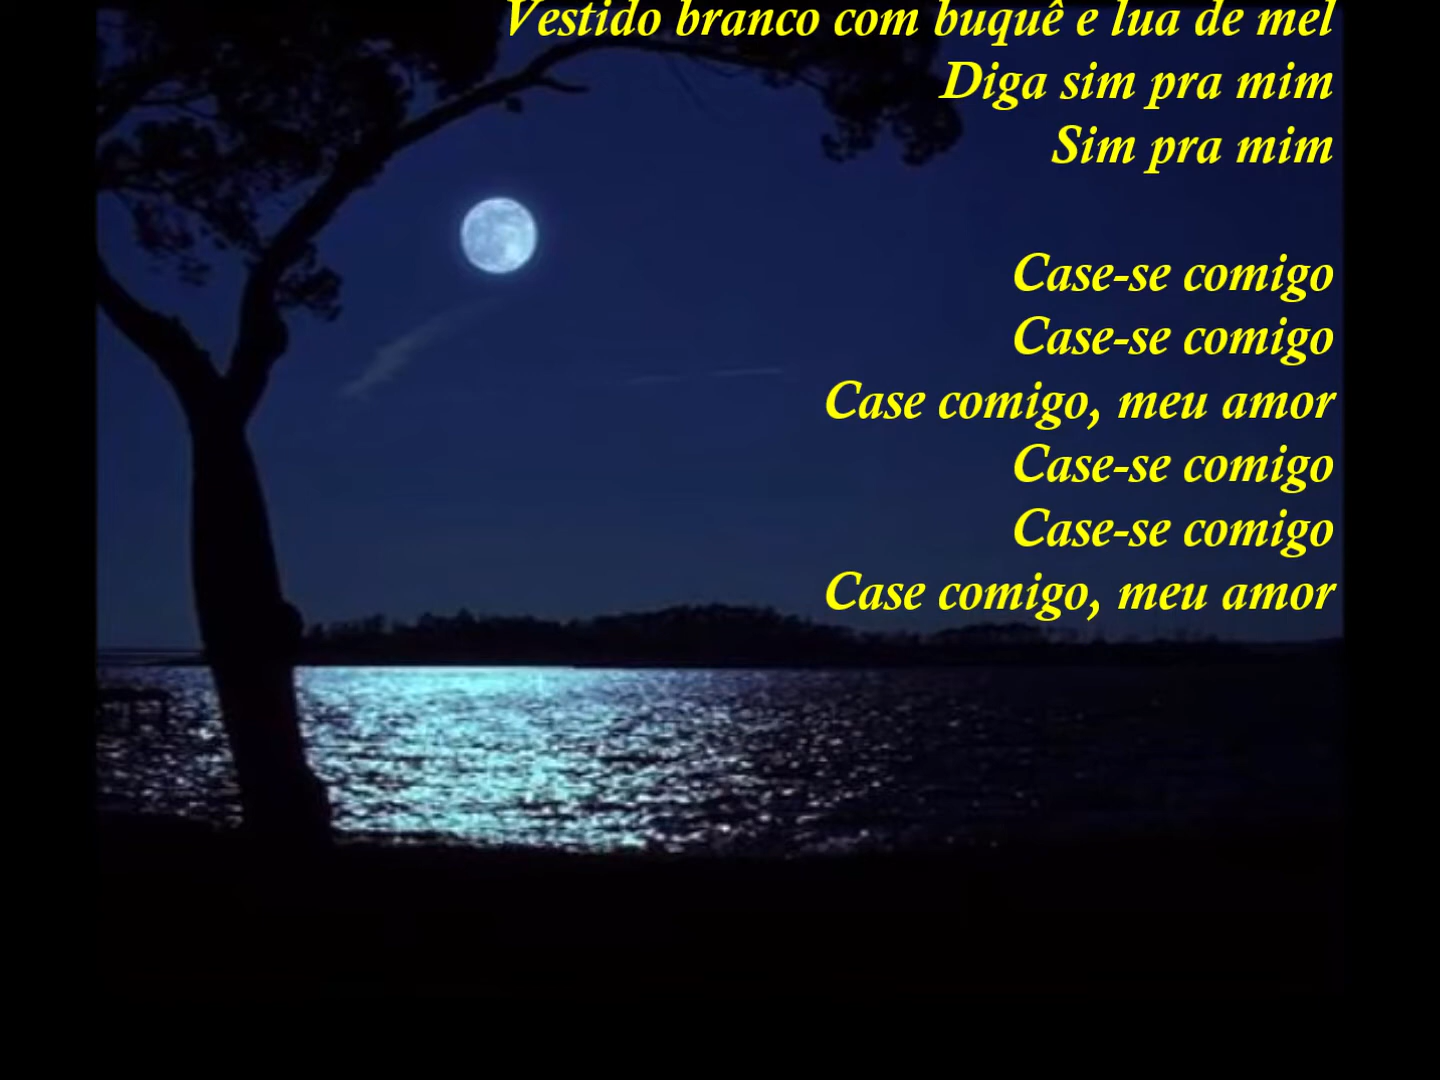 Vestido branco com buquê e lua de mel
Diga sim pra mim
Sim pra mim
Case-se comigo
Case-se comigo
Case comigo, meu amor
Case-se comigo
Case-se comigo
Case comigo, meu amor